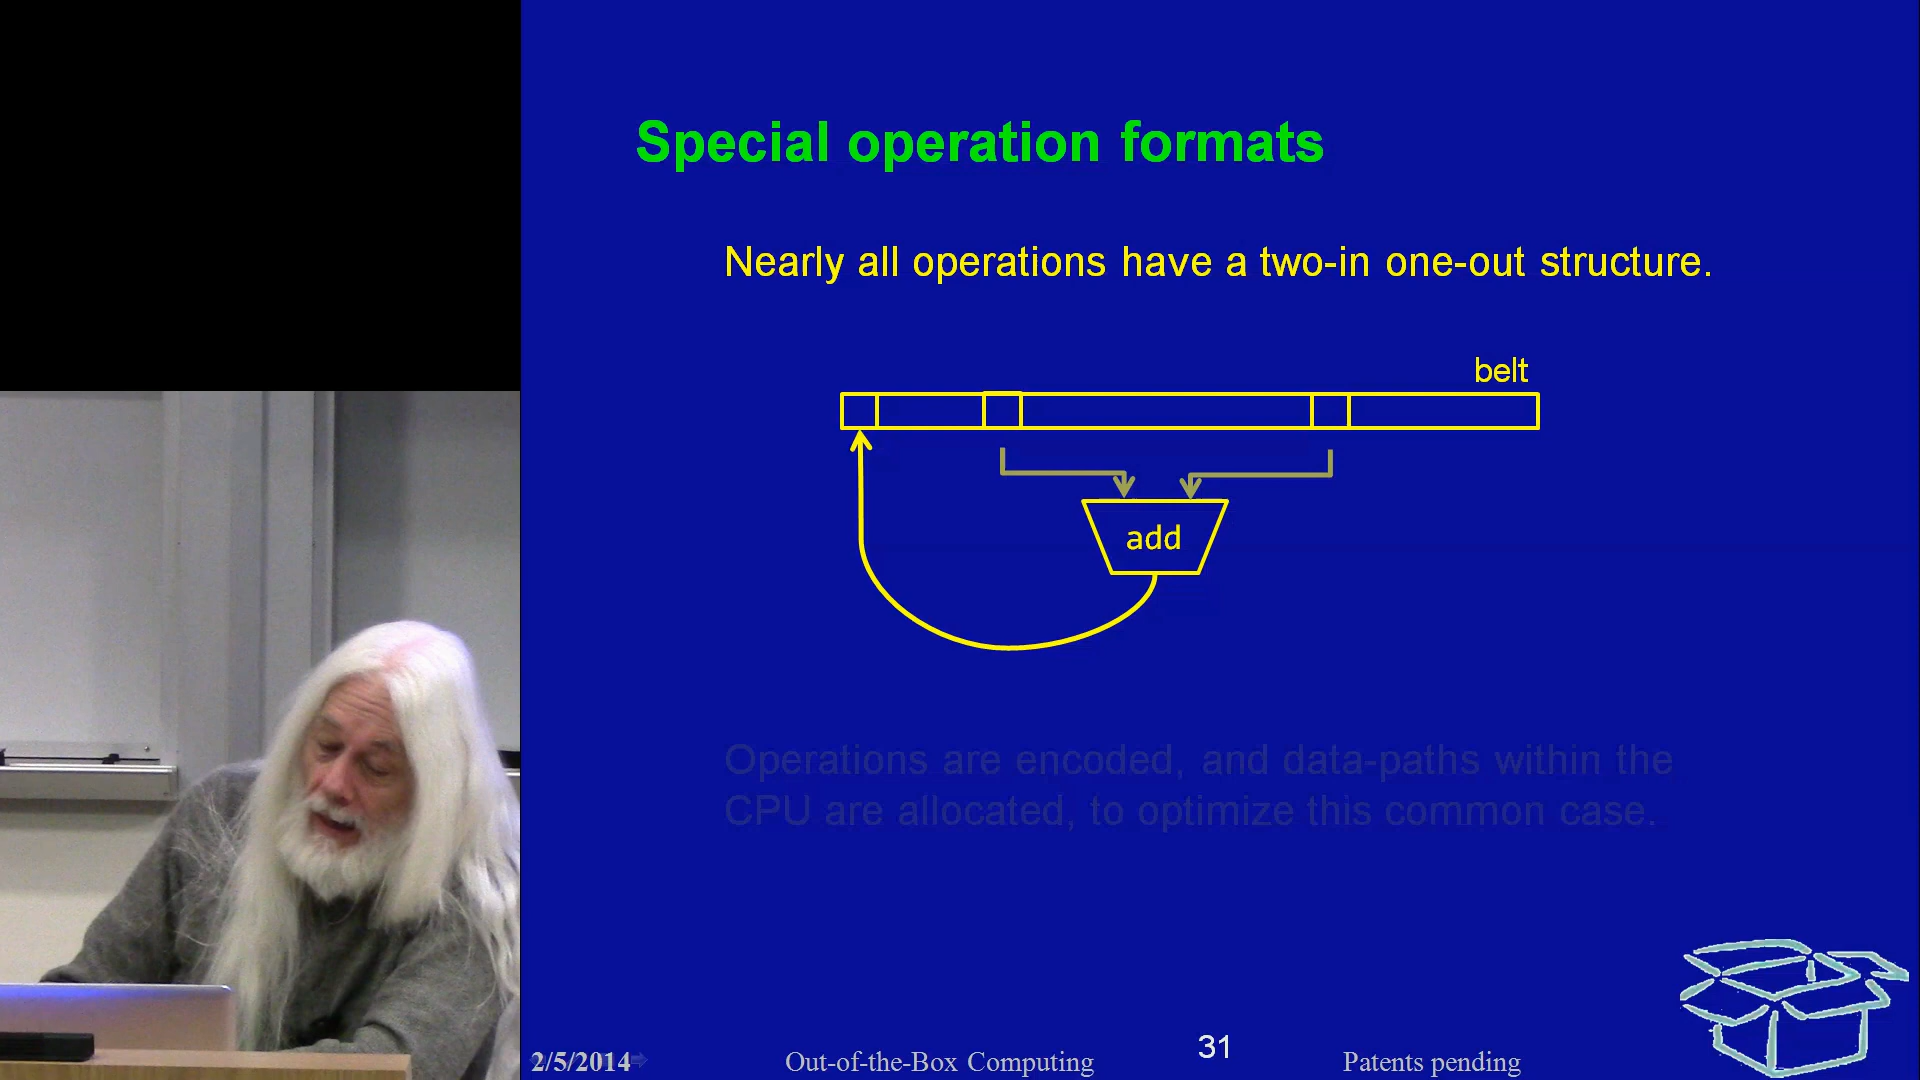 Special operation formats
Nearly all operations have a two-in one-out structure.
belt
add
Operations are encoded, and data-paths within the
CPU are allocated, to optimize this common case.
2/5/2014
Out-of-the-Box Computing
31
Patents pending